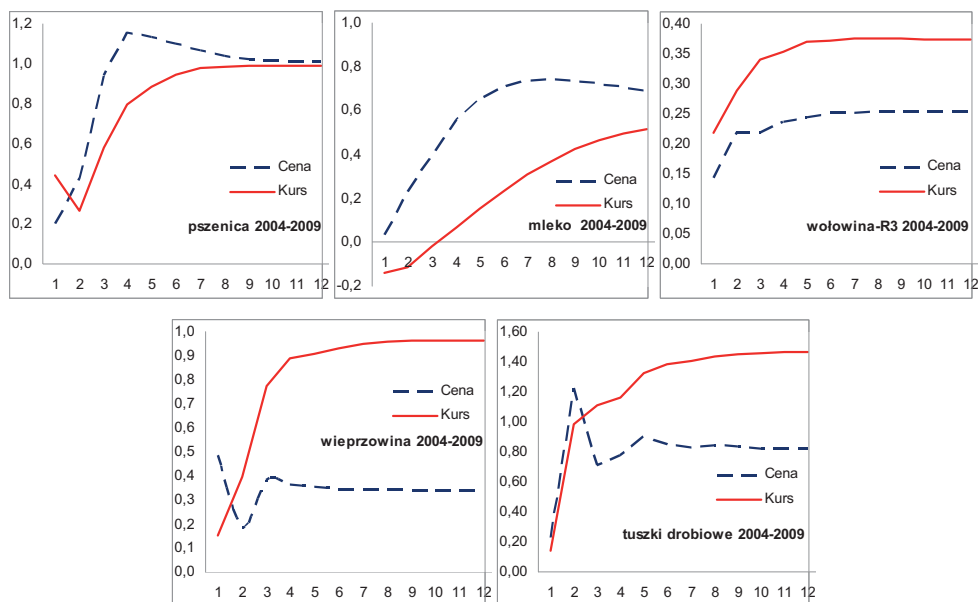 1,2
1,0
0,8
0,6
0,4
0,2
0,0
1 2 3 4 5 6 7 8 9 10 11 12
Cena
Kurs
pszenica 2004-2009
1,0
0,8
0,6
0,4
0,2
0,0
-0,2
1 2 3 4 5 6 7 8 9 10 11 12
Cena
Kurs
mleko 2004-2009
0,40
0,35
0,30
0,25
0,20
0,15
0,10
0,05
0,00
1 2 3 4 5 6 7 8 9 10 11 12
Cena
Kurs
wołowina-R3 2004-2009
1,0
0,9
0,8
0,7
0,6
0,5
0,4
0,3
0,2
0,1
0,0
1 2 3 4 5 6 7 8 9 10 11 12
Cena
Kurs
wieprzowina 2004-2009
1,60
1,40
1,20
1,00
0,80
0,60
0,40
0,20
0,00
1 2 3 4 5 6 7 8 9 10 11 12
Cena
Kurs
tuszki drobiowe 2004-2009